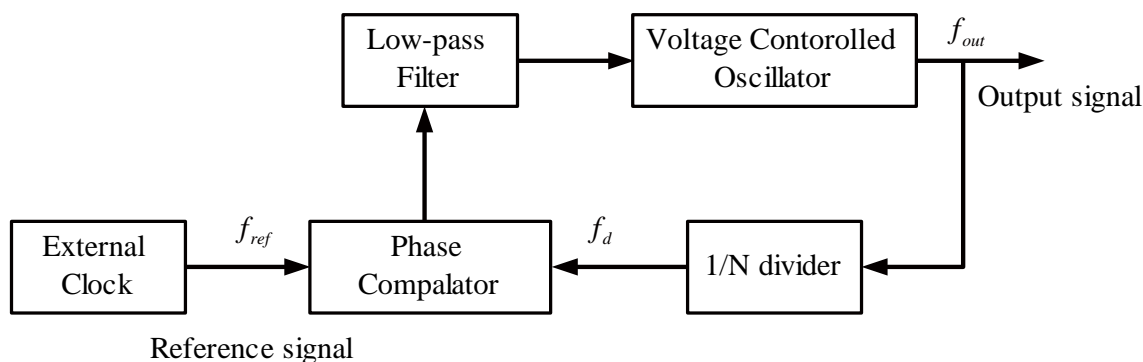 Low-pass
Filter
Voltage Contorolled
Oscillator
f_out
Output signal
External
Clock
f_ref
Phase
Compalator
f_d
1/N divider
Reference signal